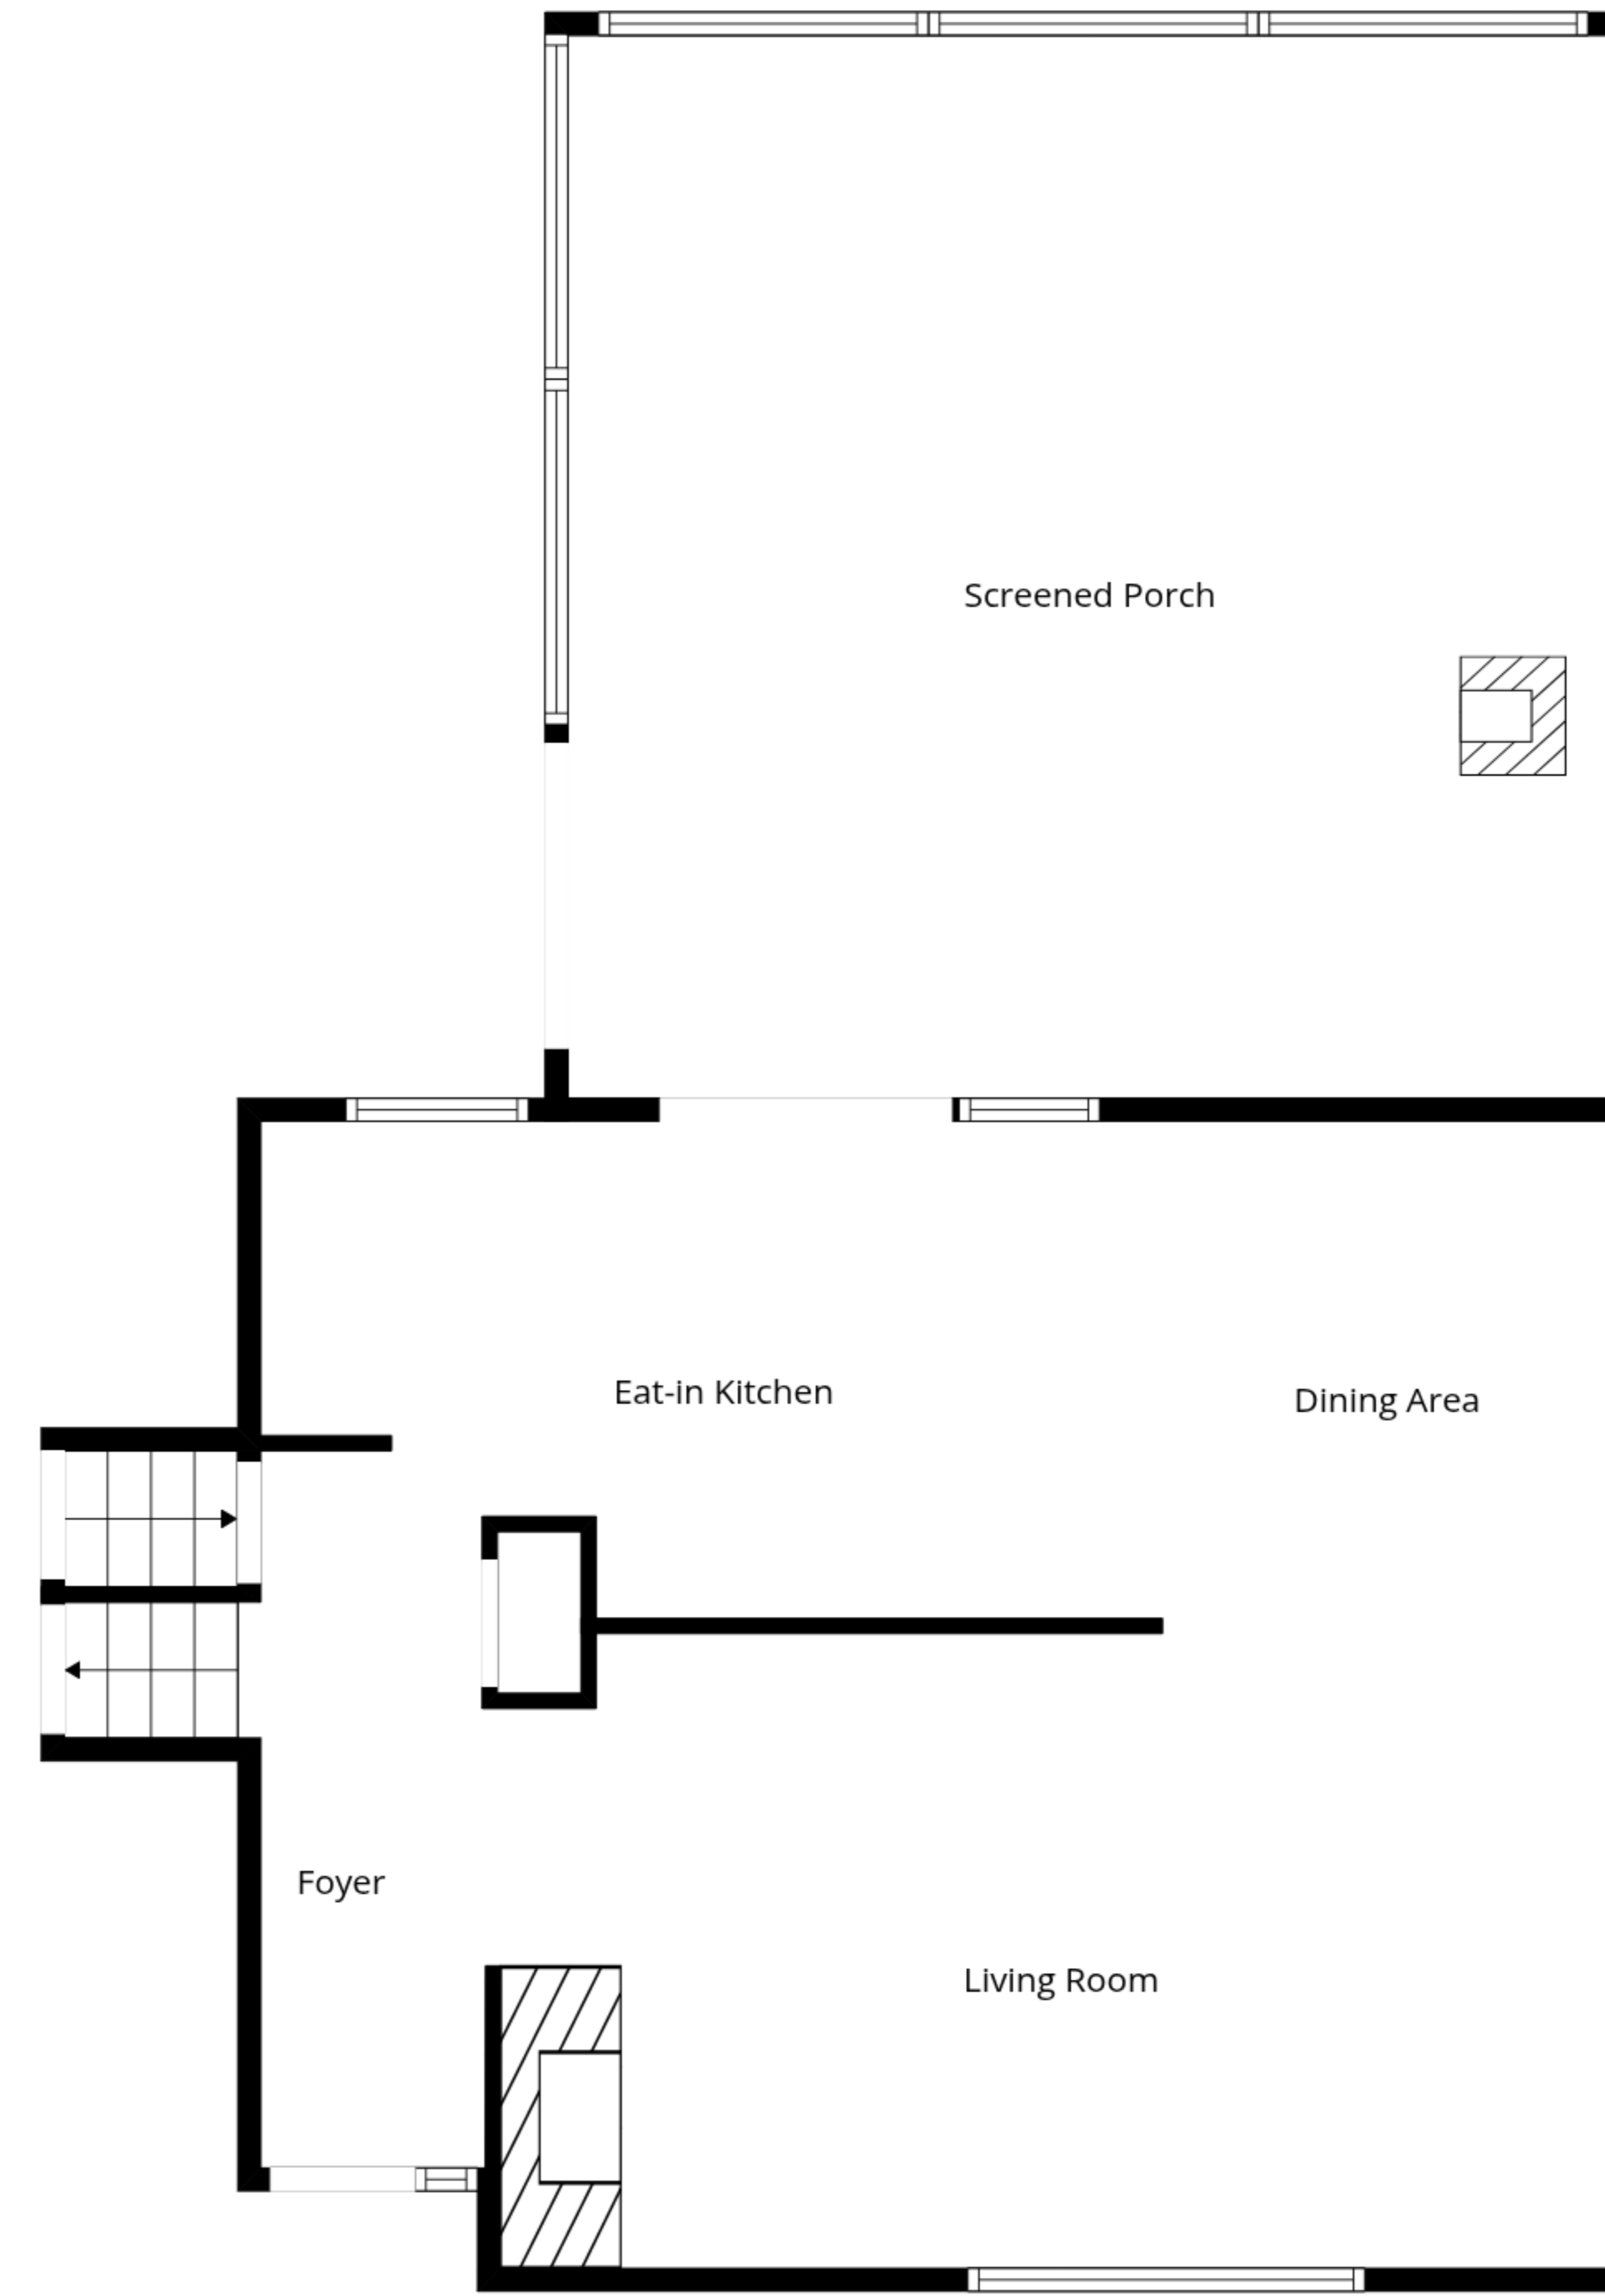 Screened Porch
Eat-in Kitchen
Dining Area
Foyer
Living Room